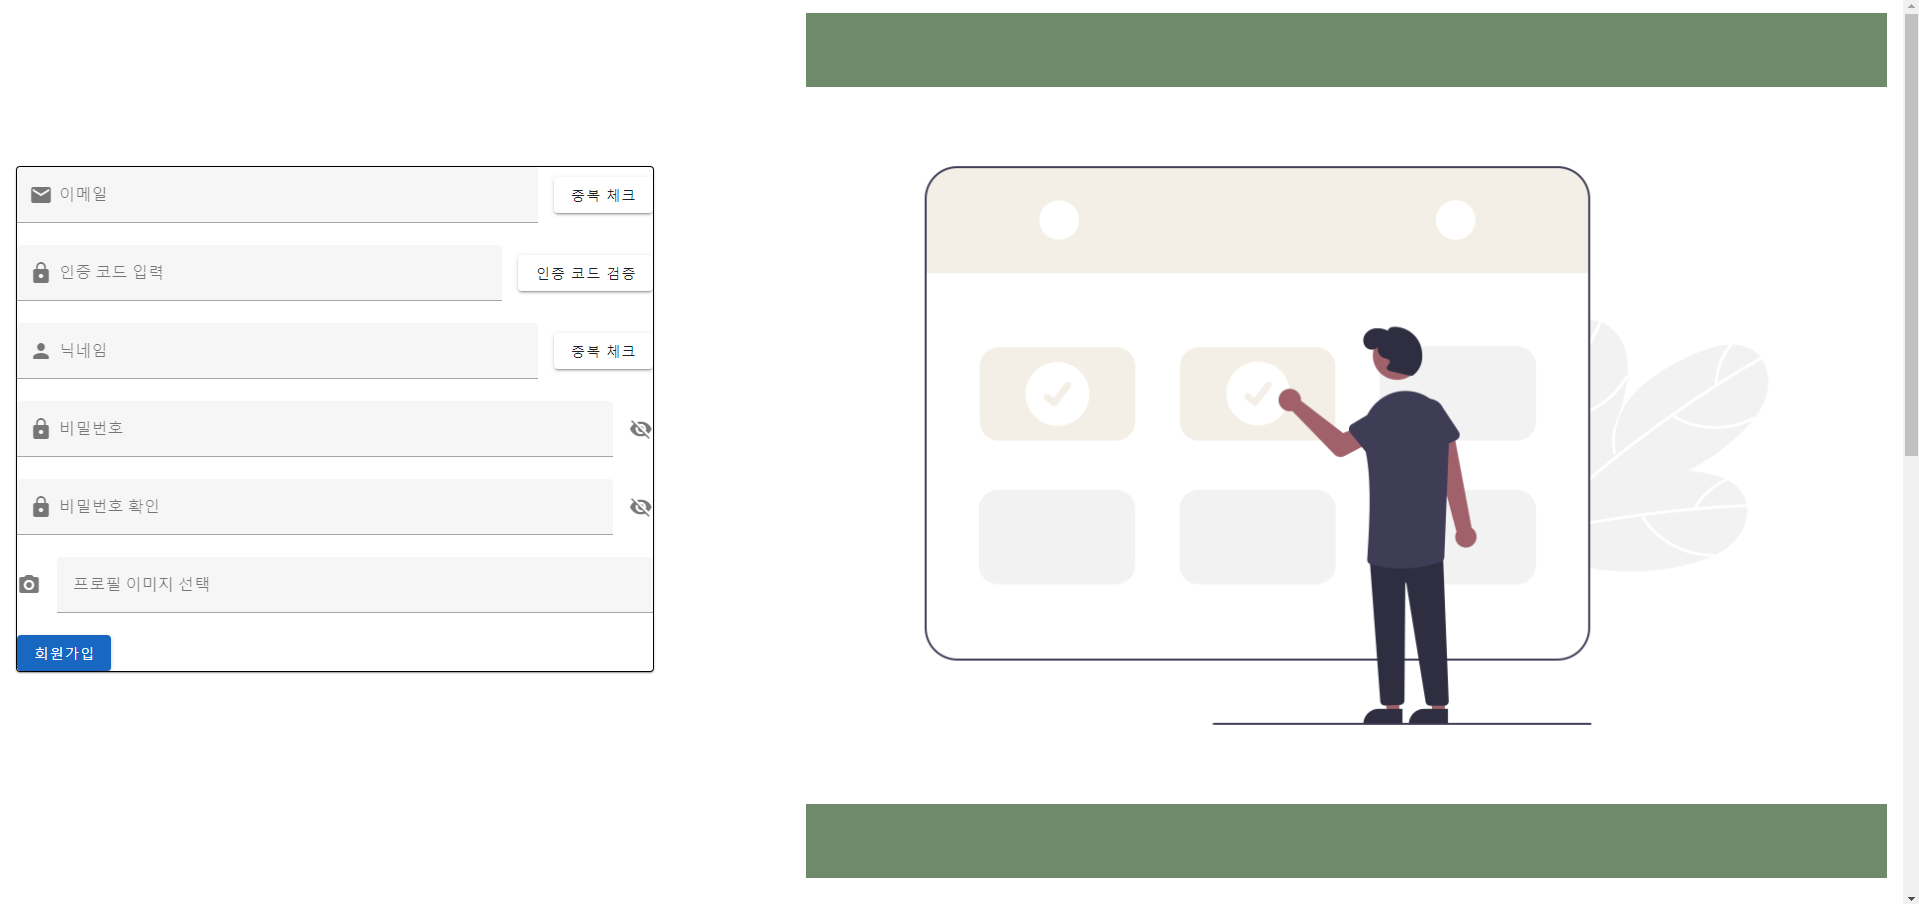 이메일
중복 체크
인증 코드 입력
인증 코드 검증
닉네임
중복 체크
비밀번호
비밀번호 확인
프로필 이미지 선택
회원가입